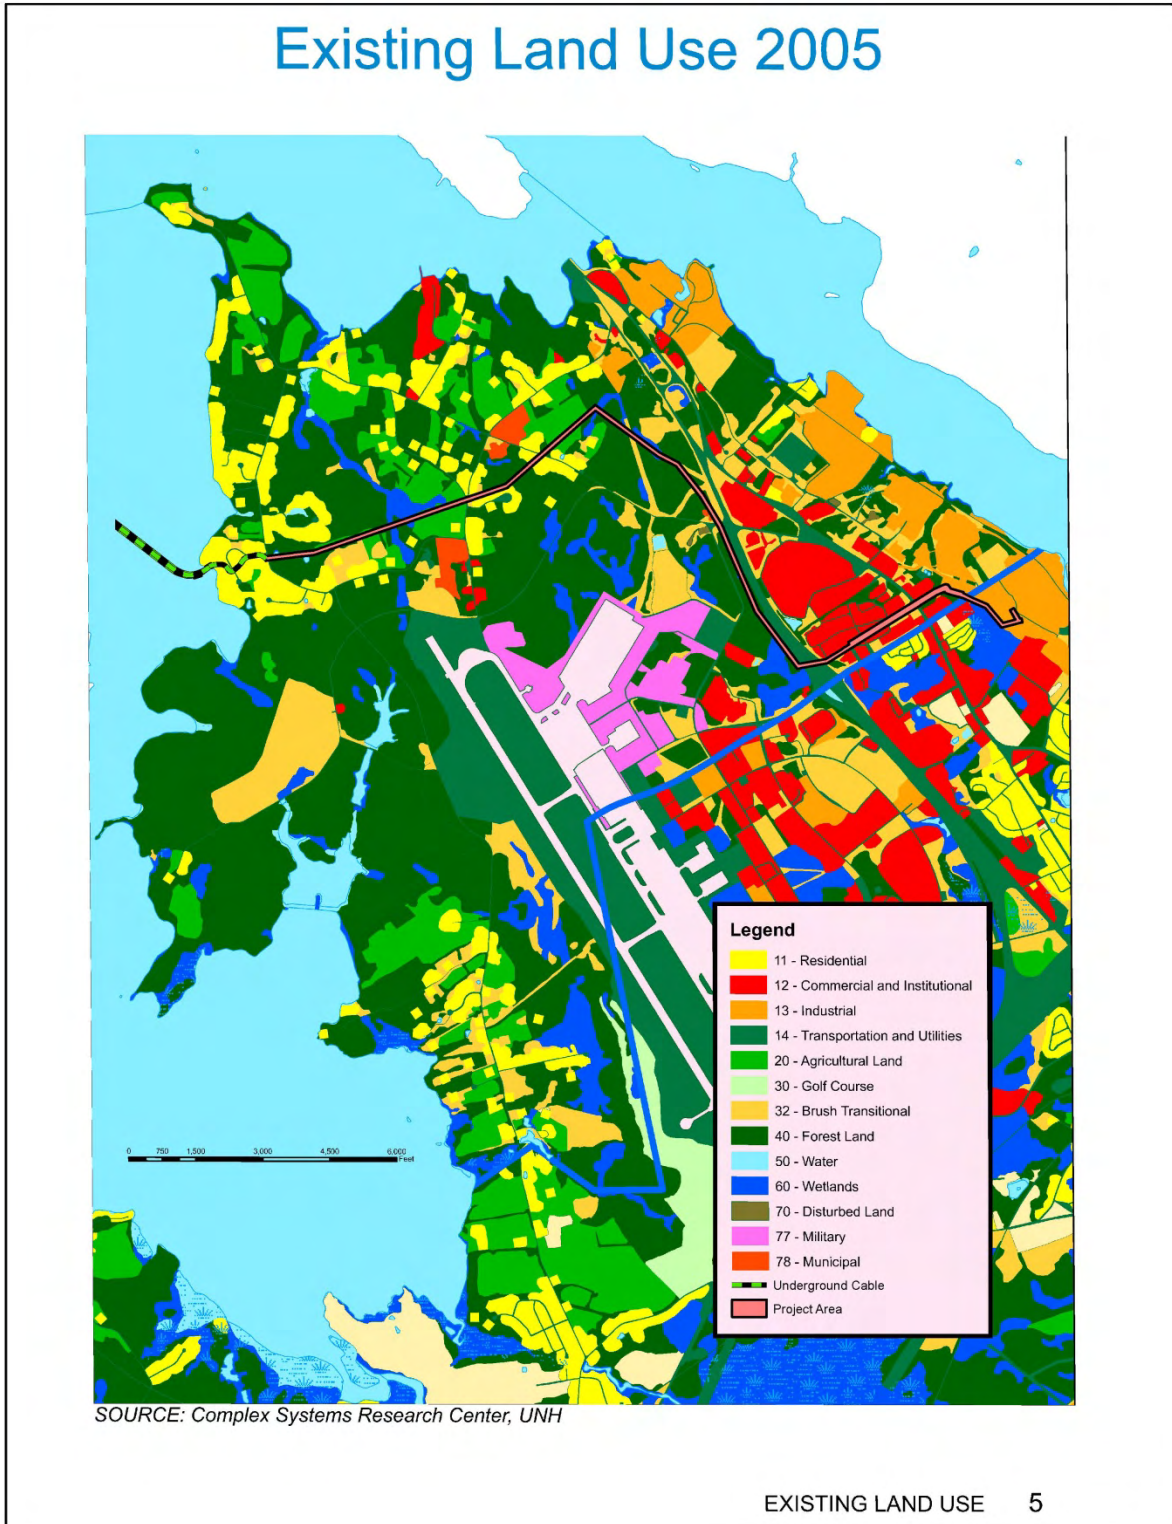 Existing Land Use 2005
Legend
11 - Residential
12 - Commercial and Institutional
13 - Industrial
14 - Transportation and Utilities
20 - Agricultural Land
30 - Golf Course
32 - Brush Transitional
40 - Forest Land
50 - Water
60 - Wetlands
70 - Disturbed Land
77 - Military
78 - Municipal
Underground Cable
Project Area
0 750 1,500 3,000 4,500 6,000
Feet
SOURCE: Complex Systems Research Center, UNH
EXISTING LAND USE 5